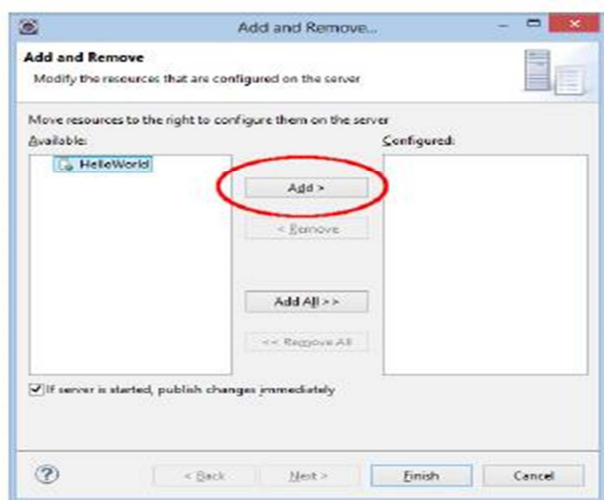 Add and Remove...
Add and Remove
Modify the resources that are configured on the server
Move resources to the right to configure them on the server
Available:
Configured:
HelloWorld
Add >
< Remove
Add All >>
<< Remove All
If server is started, publish changes immediately
?
< Back
Next >
Finish
Cancel